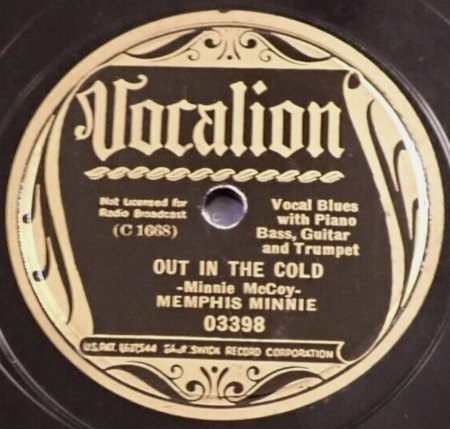 Vocalion
Not Licensed for
Radio Broadcast
(C 1668)
Vocal Blues
with Piano
Bass, Guitar
and Trumpet
OUT IN THE COLD
-Minnie McCoy-
MEMPHIS MINNIE
03398
U.S. PAT. RECORD CORPORATION